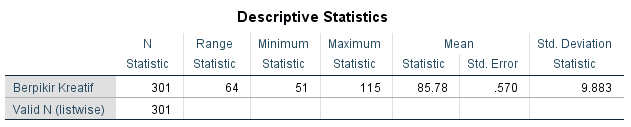 Descriptive Statistics
N Range Minimum Maximum Mean Std. Deviation
Statistic Statistic Statistic Statistic Statistic Std. Error Statistic
Berpikir Kreatif 301 64 51 115 85.78 .570 9.883
Valid N (listwise) 301